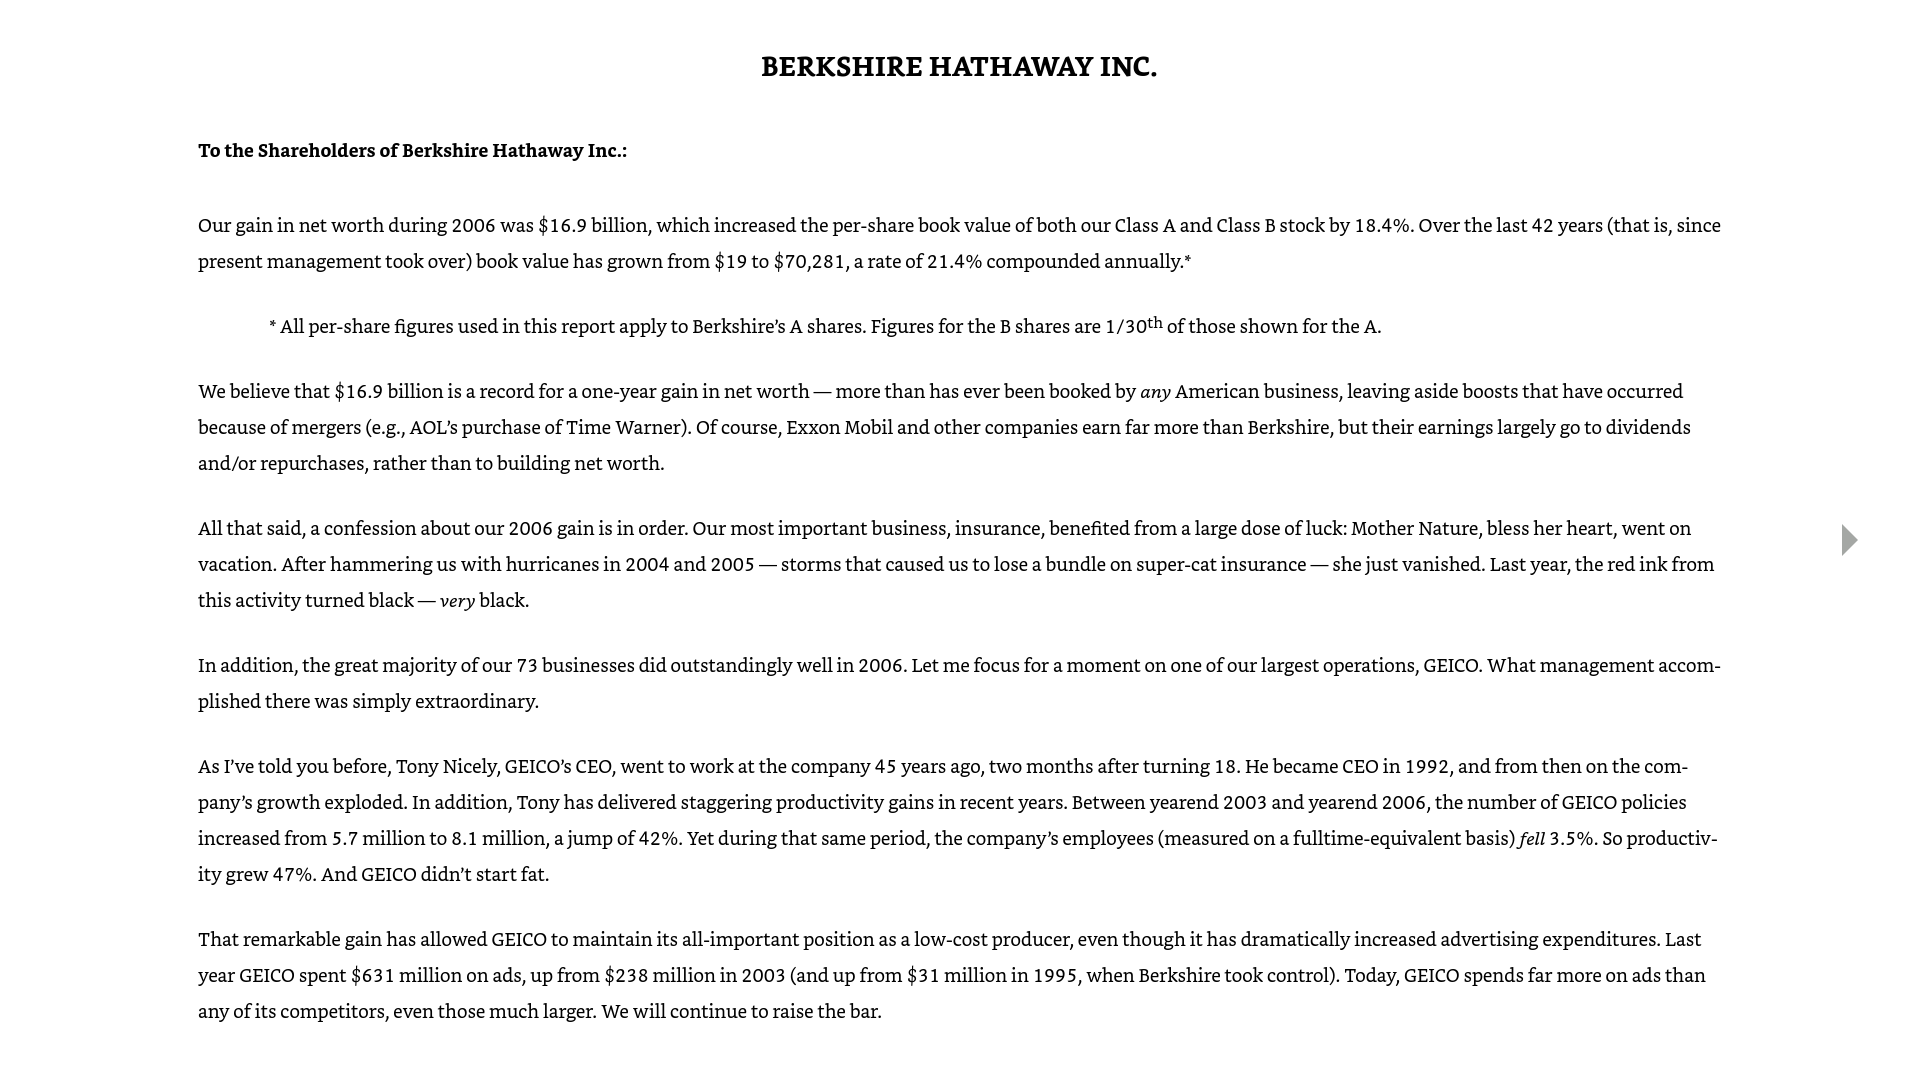 BERKSHIRE HATHAWAY INC.
To the Shareholders of Berkshire Hathaway Inc.:
Our gain in net worth during 2006 was $16.9 billion, which increased the per-share book value of both our Class A and Class B stock by 18.4%. Over the last 42 years (that is, since
present management took over) book value has grown from $19 to $70,281, a rate of 21.4% compounded annually.*
* All per-share figures used in this report apply to Berkshire’s A shares. Figures for the B shares are 1/30th of those shown for the A.
We believe that $16.9 billion is a record for a one-year gain in net worth — more than has ever been booked by any American business, leaving aside boosts that have occurred
because of mergers (e.g., AOL’s purchase of Time Warner). Of course, Exxon Mobil and other companies earn far more than Berkshire, but their earnings largely go to dividends
and/or repurchases, rather than to building net worth.
All that said, a confession about our 2006 gain is in order. Our most important business, insurance, benefited from a large dose of luck: Mother Nature, bless her heart, went on
vacation. After hammering us with hurricanes in 2004 and 2005 — storms that caused us to lose a bundle on super-cat insurance — she just vanished. Last year, the red ink from
this activity turned black — very black.
In addition, the great majority of our 73 businesses did outstandingly well in 2006. Let me focus for a moment on one of our largest operations, GEICO. What management accom-
plished there was simply extraordinary.
As I’ve told you before, Tony Nicely, GEICO’s CEO, went to work at the company 45 years ago, two months after turning 18. He became CEO in 1992, and from then on the com-
pany’s growth exploded. In addition, Tony has delivered staggering productivity gains in recent years. Between yearend 2003 and yearend 2006, the number of GEICO policies
increased from 5.7 million to 8.1 million, a jump of 42%. Yet during that same period, the company’s employees (measured on a fulltime-equivalent basis) fell 3.5%. So productiv-
ity grew 47%. And GEICO didn’t start fat.
That remarkable gain has allowed GEICO to maintain its all-important position as a low-cost producer, even though it has dramatically increased advertising expenditures. Last
year GEICO spent $631 million on ads, up from $238 million in 2003 (and up from $31 million in 1995, when Berkshire took control). Today, GEICO spends far more on ads than
any of its competitors, even those much larger. We will continue to raise the bar.